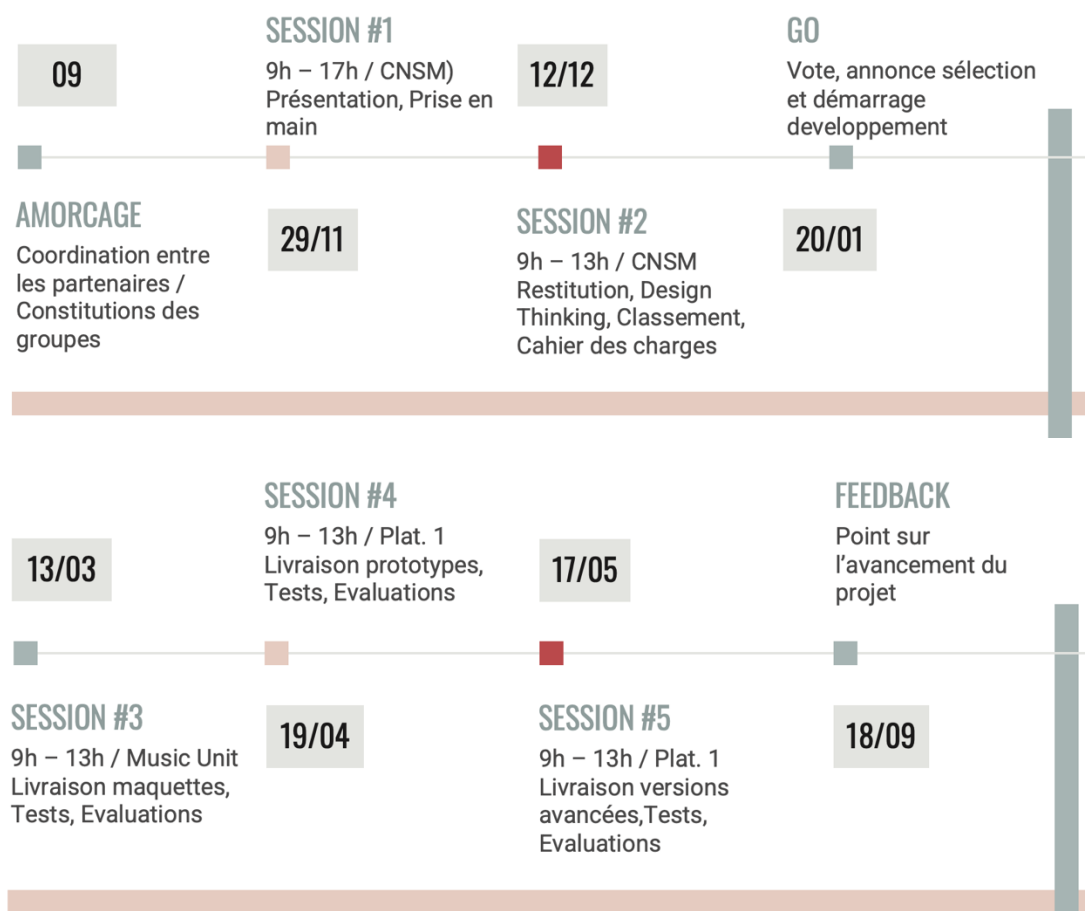 09
AMORCAGE
Coordination entre
les partenaires /
Constitutions des
groupes
SESSION #1
9h – 17h / CNSM)
Présentation, Prise en
main
29/11
12/12
SESSION #2
9h – 13h / CNSM
Restitution, Design
Thinking, Classement,
Cahier des charges
GO
Vote, annonce sélection
et démarrage
developpement
20/01
13/03
SESSION #3
9h – 13h / Music Unit
Livraison maquettes,
Tests, Evaluations
SESSION #4
9h – 13h / Plat. 1
Livraison prototypes,
Tests, Evaluations
19/04
17/05
SESSION #5
9h – 13h / Plat. 1
Livraison versions
avancées,Tests,
Evaluations
FEEDBACK
Point sur
l’avancement du
projet
18/09